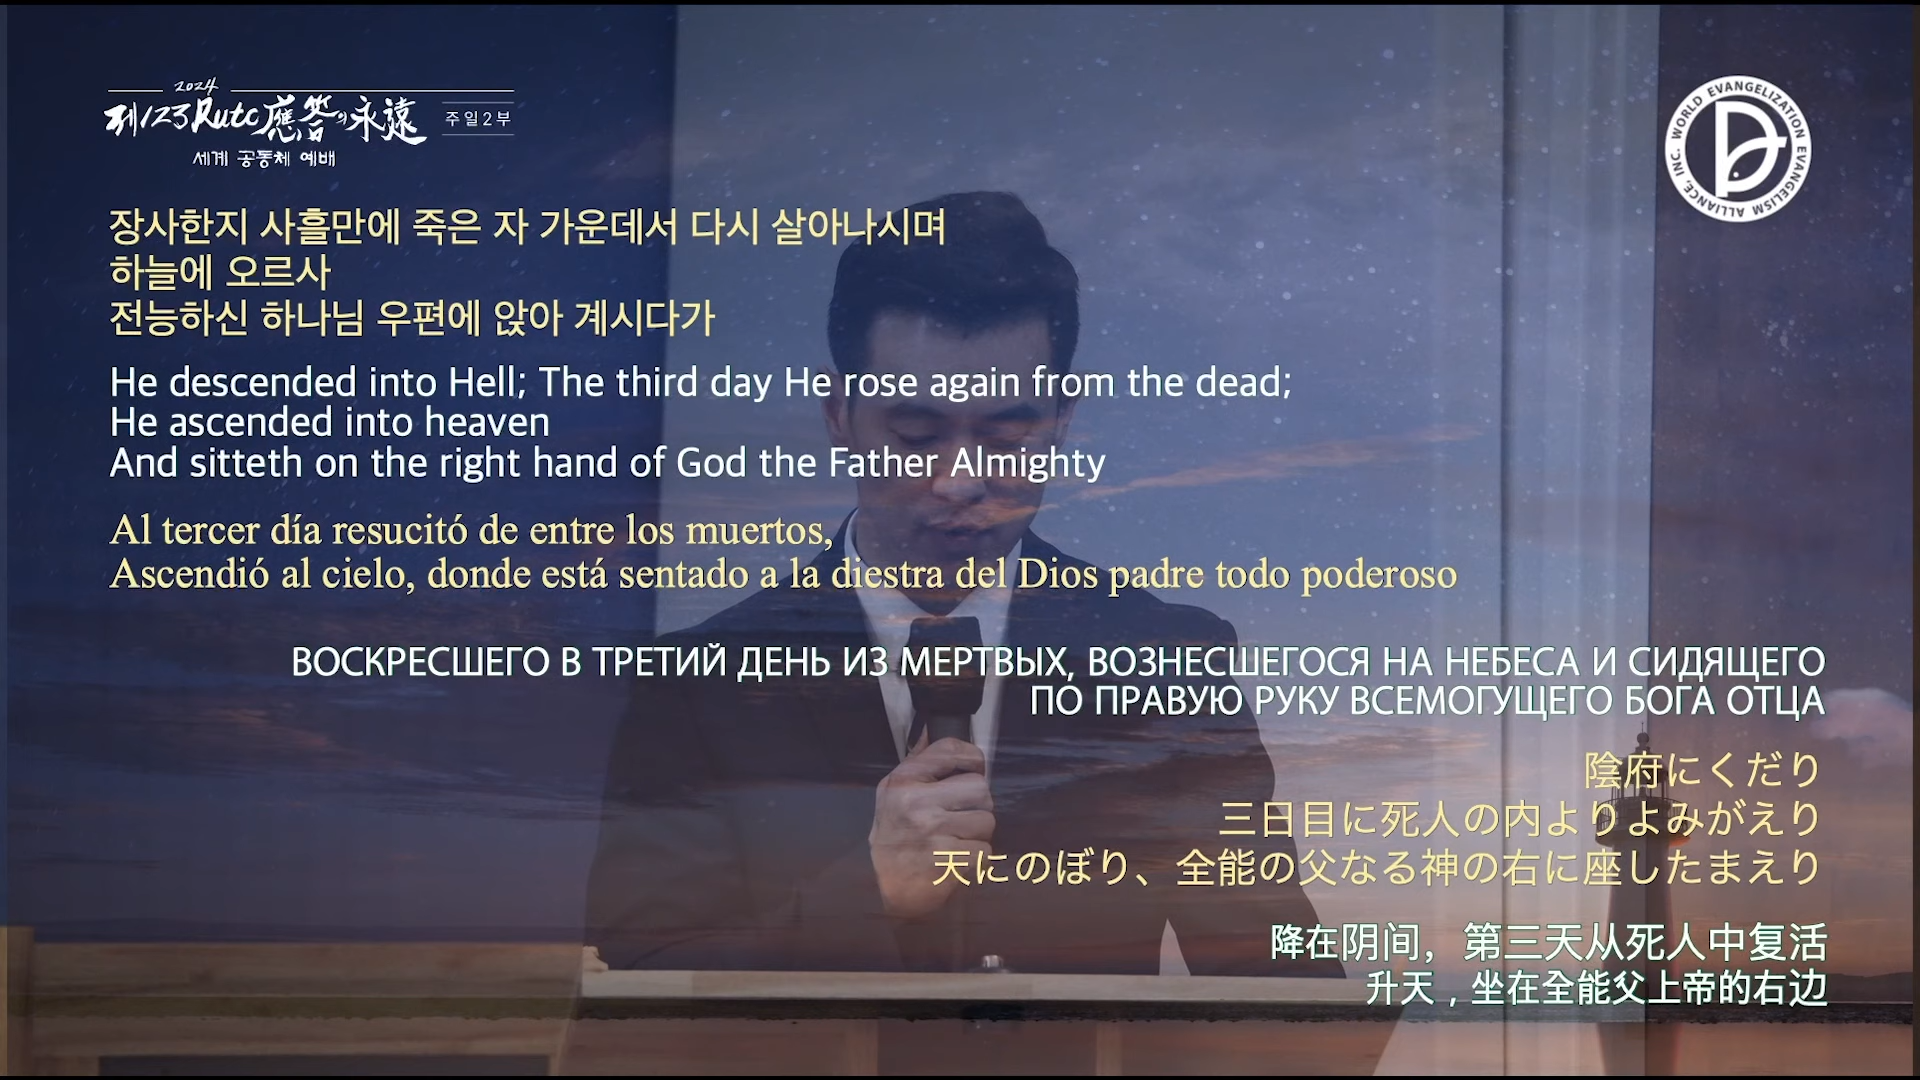 2024
제123 RUTC 應答의 永遠
주일2부
세계 공동체 예배
WORLD EVANGELIZATION EVANGELISM ALLIANCE, INC.
장사한지 사흘만에 죽은 자 가운데서 다시 살아나시며
하늘에 오르사
전능하신 하나님 우편에 앉아 계시다가
He descended into Hell; The third day He rose again from the dead;
He ascended into heaven
And sitteth on the right hand of God the Father Almighty
Al tercer día resucitó de entre los muertos,
Ascendió al cielo, donde está sentado a la diestra del Dios padre todo poderoso
ВОСКРЕСШЕГО В ТРЕТИЙ ДЕНЬ ИЗ МЕРТВЫХ, ВОЗНЕСШЕГОСЯ НА НЕБЕСА И СИДЯЩЕГО
ПО ПРАВУЮ РУКУ ВСЕМОГУЩЕГО БОГА ОТЦА
陰府にくだり
三日目に死人の内よりよみがえり
天にのぼり、全能の父なる神の右に座したまえり
降在阴间，第三天从死人中复活
升天，坐在全能父上帝的右边